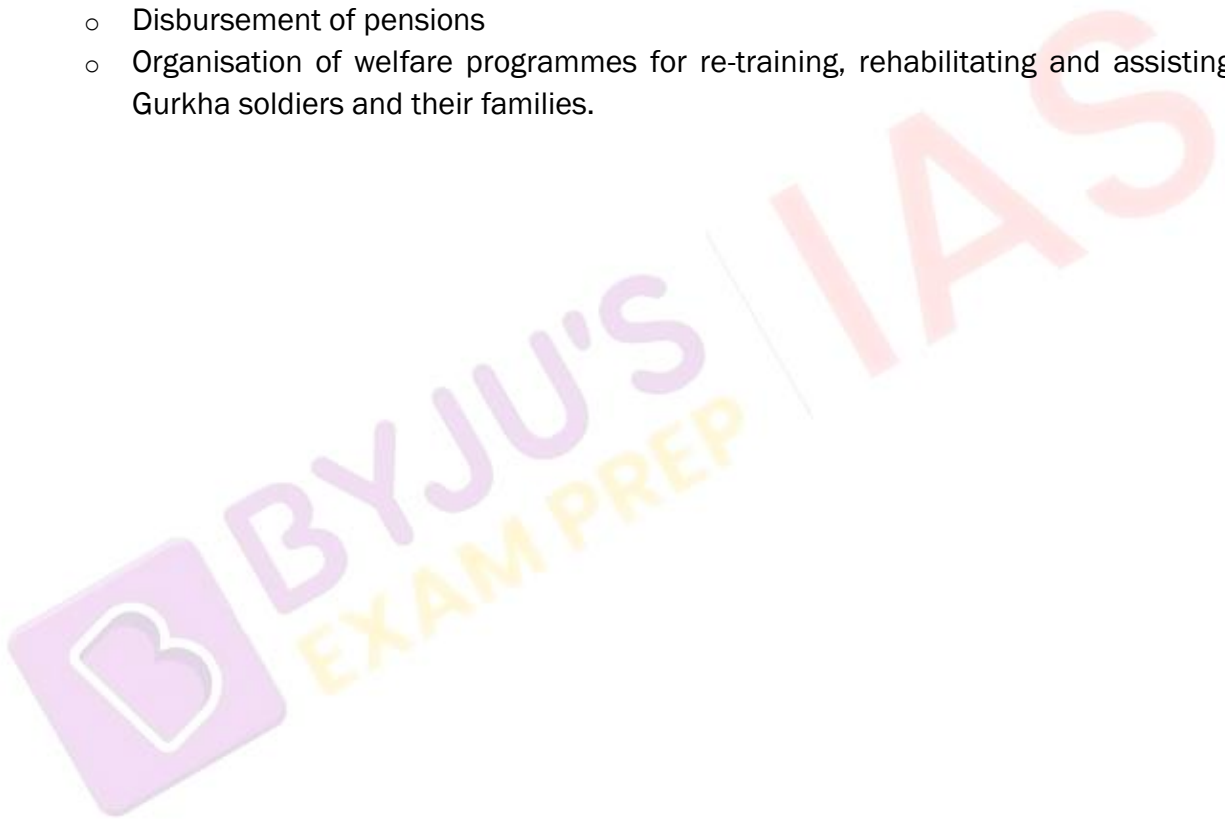 ○ Disbursement of pensions
○ Organisation of welfare programmes for re-training, rehabilitating and assisting
Gurkha soldiers and their families.
IAS
BYJU'S
EXAM PREP
B